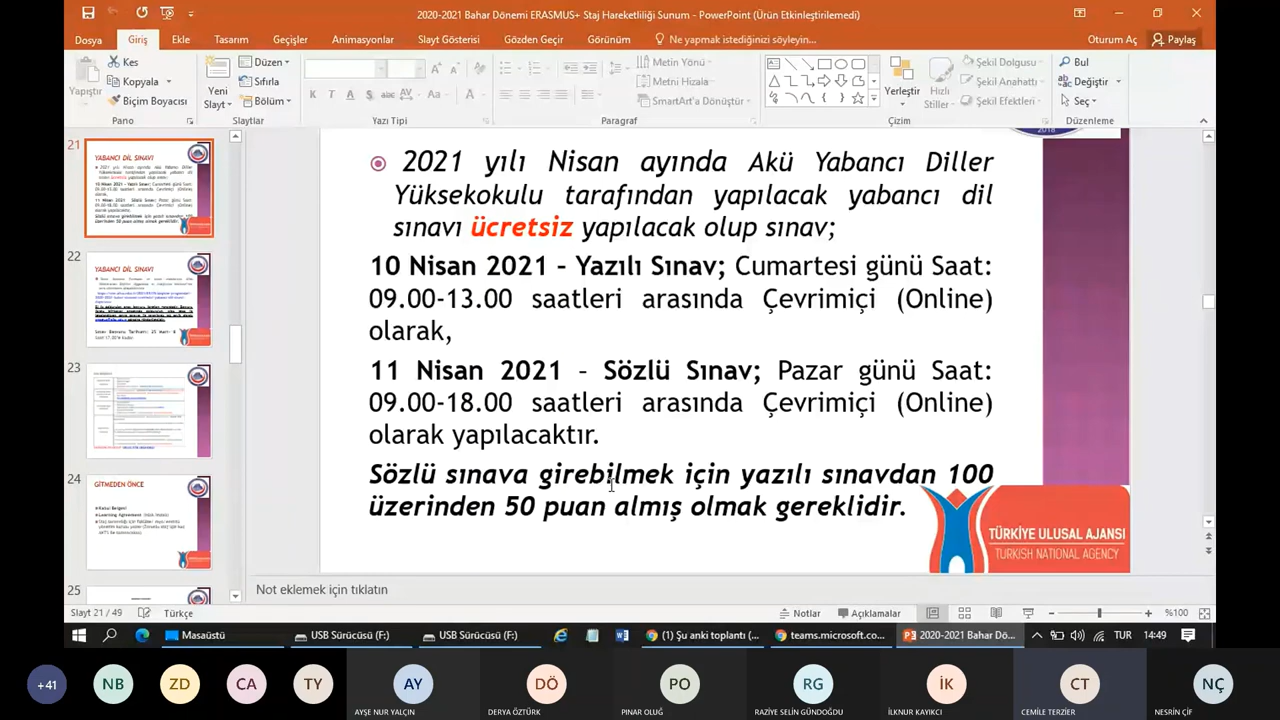 2020-2021 Bahar Dönemi ERASMUS+ Staj Hareketliliği Sunum - PowerPoint (Ürün Etkinleştirilemedi)
Dosya Giriş Ekle Tasarım Geçişler Animasyonlar Slayt Gösterisi Gözden Geçir Görünüm Ne yapmak istediğinizi söyleyin... Oturum Aç Paylaş
Yapıştır
Kes
Kopyala
Biçim Boyacısı
Yeni Slayt
Düzen
Sıfırla
Bölüm
K T A S abc AV Aa A
Metin Yönü
Metni Hizala
SmartArt'a Dönüştür
Yerleştir
Hızlı Stiller
Şekil Dolgusu
Şekil Anahattı
Şekil Efektleri
Bul
Değiştir
Seç
Pano Slaytlar Yazı Tipi Paragraf Çizim Düzenleme
21
YABANCI DİL SINAVI
22
YABANCI DİL SINAVI
23
24
GİTMEDEN ÖNCE
Kabul Belgesi
25
2018
2021 yılı Nisan ayında Akü Yabancı Diller
Yüksekokulu tarafından yapılacak yabancı dil
sınavı ücretsiz yapılacak olup sınav;
10 Nisan 2021 – Yazılı Sınav; Cumartesi günü Saat:
09.00-13.00 saatleri arasında Çevrimiçi (Online)
olarak,
11 Nisan 2021 – Sözlü Sınav; Pazar günü Saat:
09.00-18.00 saatleri arasında Çevrimiçi (Online)
olarak yapılacaktır.
Sözlü sınava girebilmek için yazılı sınavdan 100
üzerinden 50 puan almış olmak gereklidir.
TÜRKİYE ULUSAL AJANSI
TURKISH NATIONAL AGENCY
Not eklemek için tıklatın
Slayt 21 / 49 Türkçe Notlar Açıklamalar %100
Masaüstü USB Sürücüsü (F:) USB Sürücüsü (F:) (1) Şu anki toplantı (... teams.microsoft.co... 2020-2021 Bahar Dö... TUR 14:49
+41 NB ZD CA TY AY DÖ PO RG İK CT NÇ
AYŞE NUR YALÇIN DERYA ÖZTÜRK PINAR OLUĞ RAZİYE SELİN GÜNDOĞDU İLKNUR KAYIKCI CEMİLE TERZİER NESRİN ÇİF